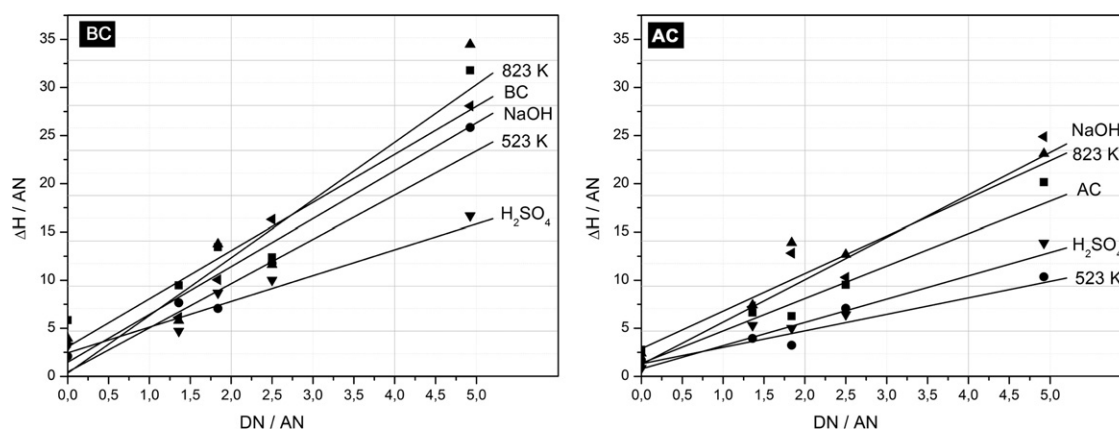 BC
ΔH / AN
35
30
25
20
15
10
5
0
823 K
BC
NaOH
523 K
H₂SO₄
0,0 0,5 1,0 1,5 2,0 2,5 3,0 3,5 4,0 4,5 5,0
DN / AN
AC
ΔH / AN
35
30
25
20
15
10
5
0
NaOH
823 K
AC
H₂SO₄
523 K
0,0 0,5 1,0 1,5 2,0 2,5 3,0 3,5 4,0 4,5 5,0
DN / AN